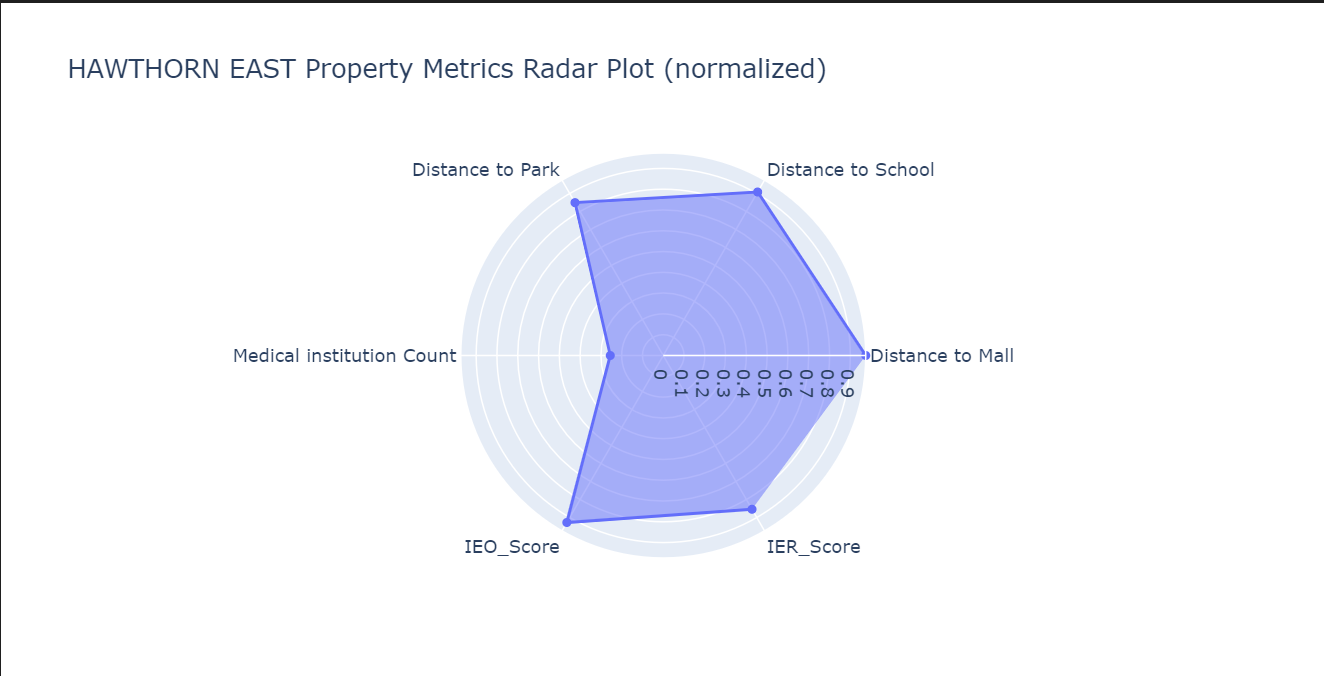 HAWTHORN EAST Property Metrics Radar Plot (normalized)
Distance to Park
Distance to School
Medical institution Count
Distance to Mall
0
0.1
0.2
0.3
0.4
0.5
0.6
0.7
0.8
0.9
IEO_Score
IER_Score